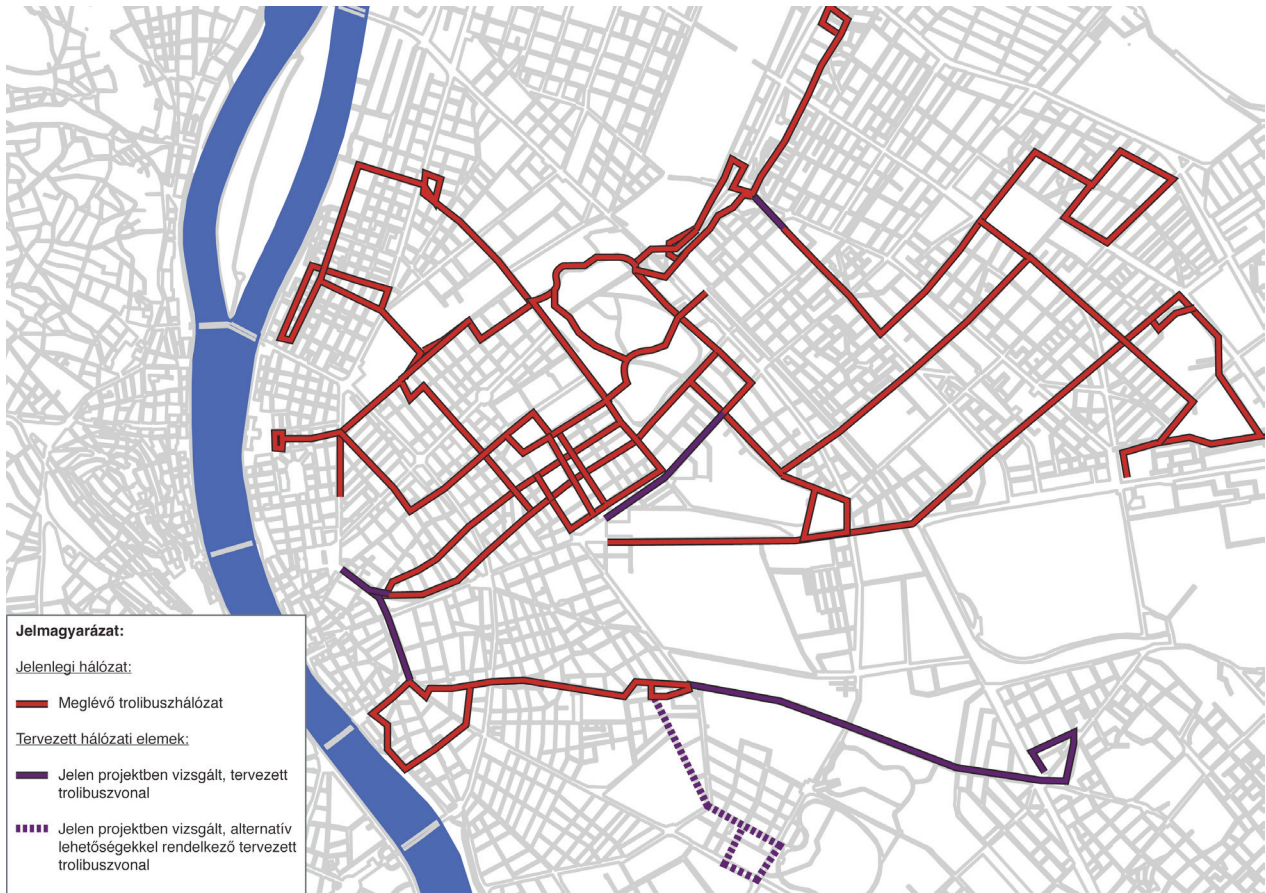 Jelmagyarázat:
Jelenlegi hálózat:
Meglévő trolibuszhálózat
Tervezett hálózati elemek:
Jelen projektben vizsgált, tervezett
trolibuszvonal
Jelen projektben vizsgált, alternatív
lehetőségekkel rendelkező tervezett
trolibuszvonal